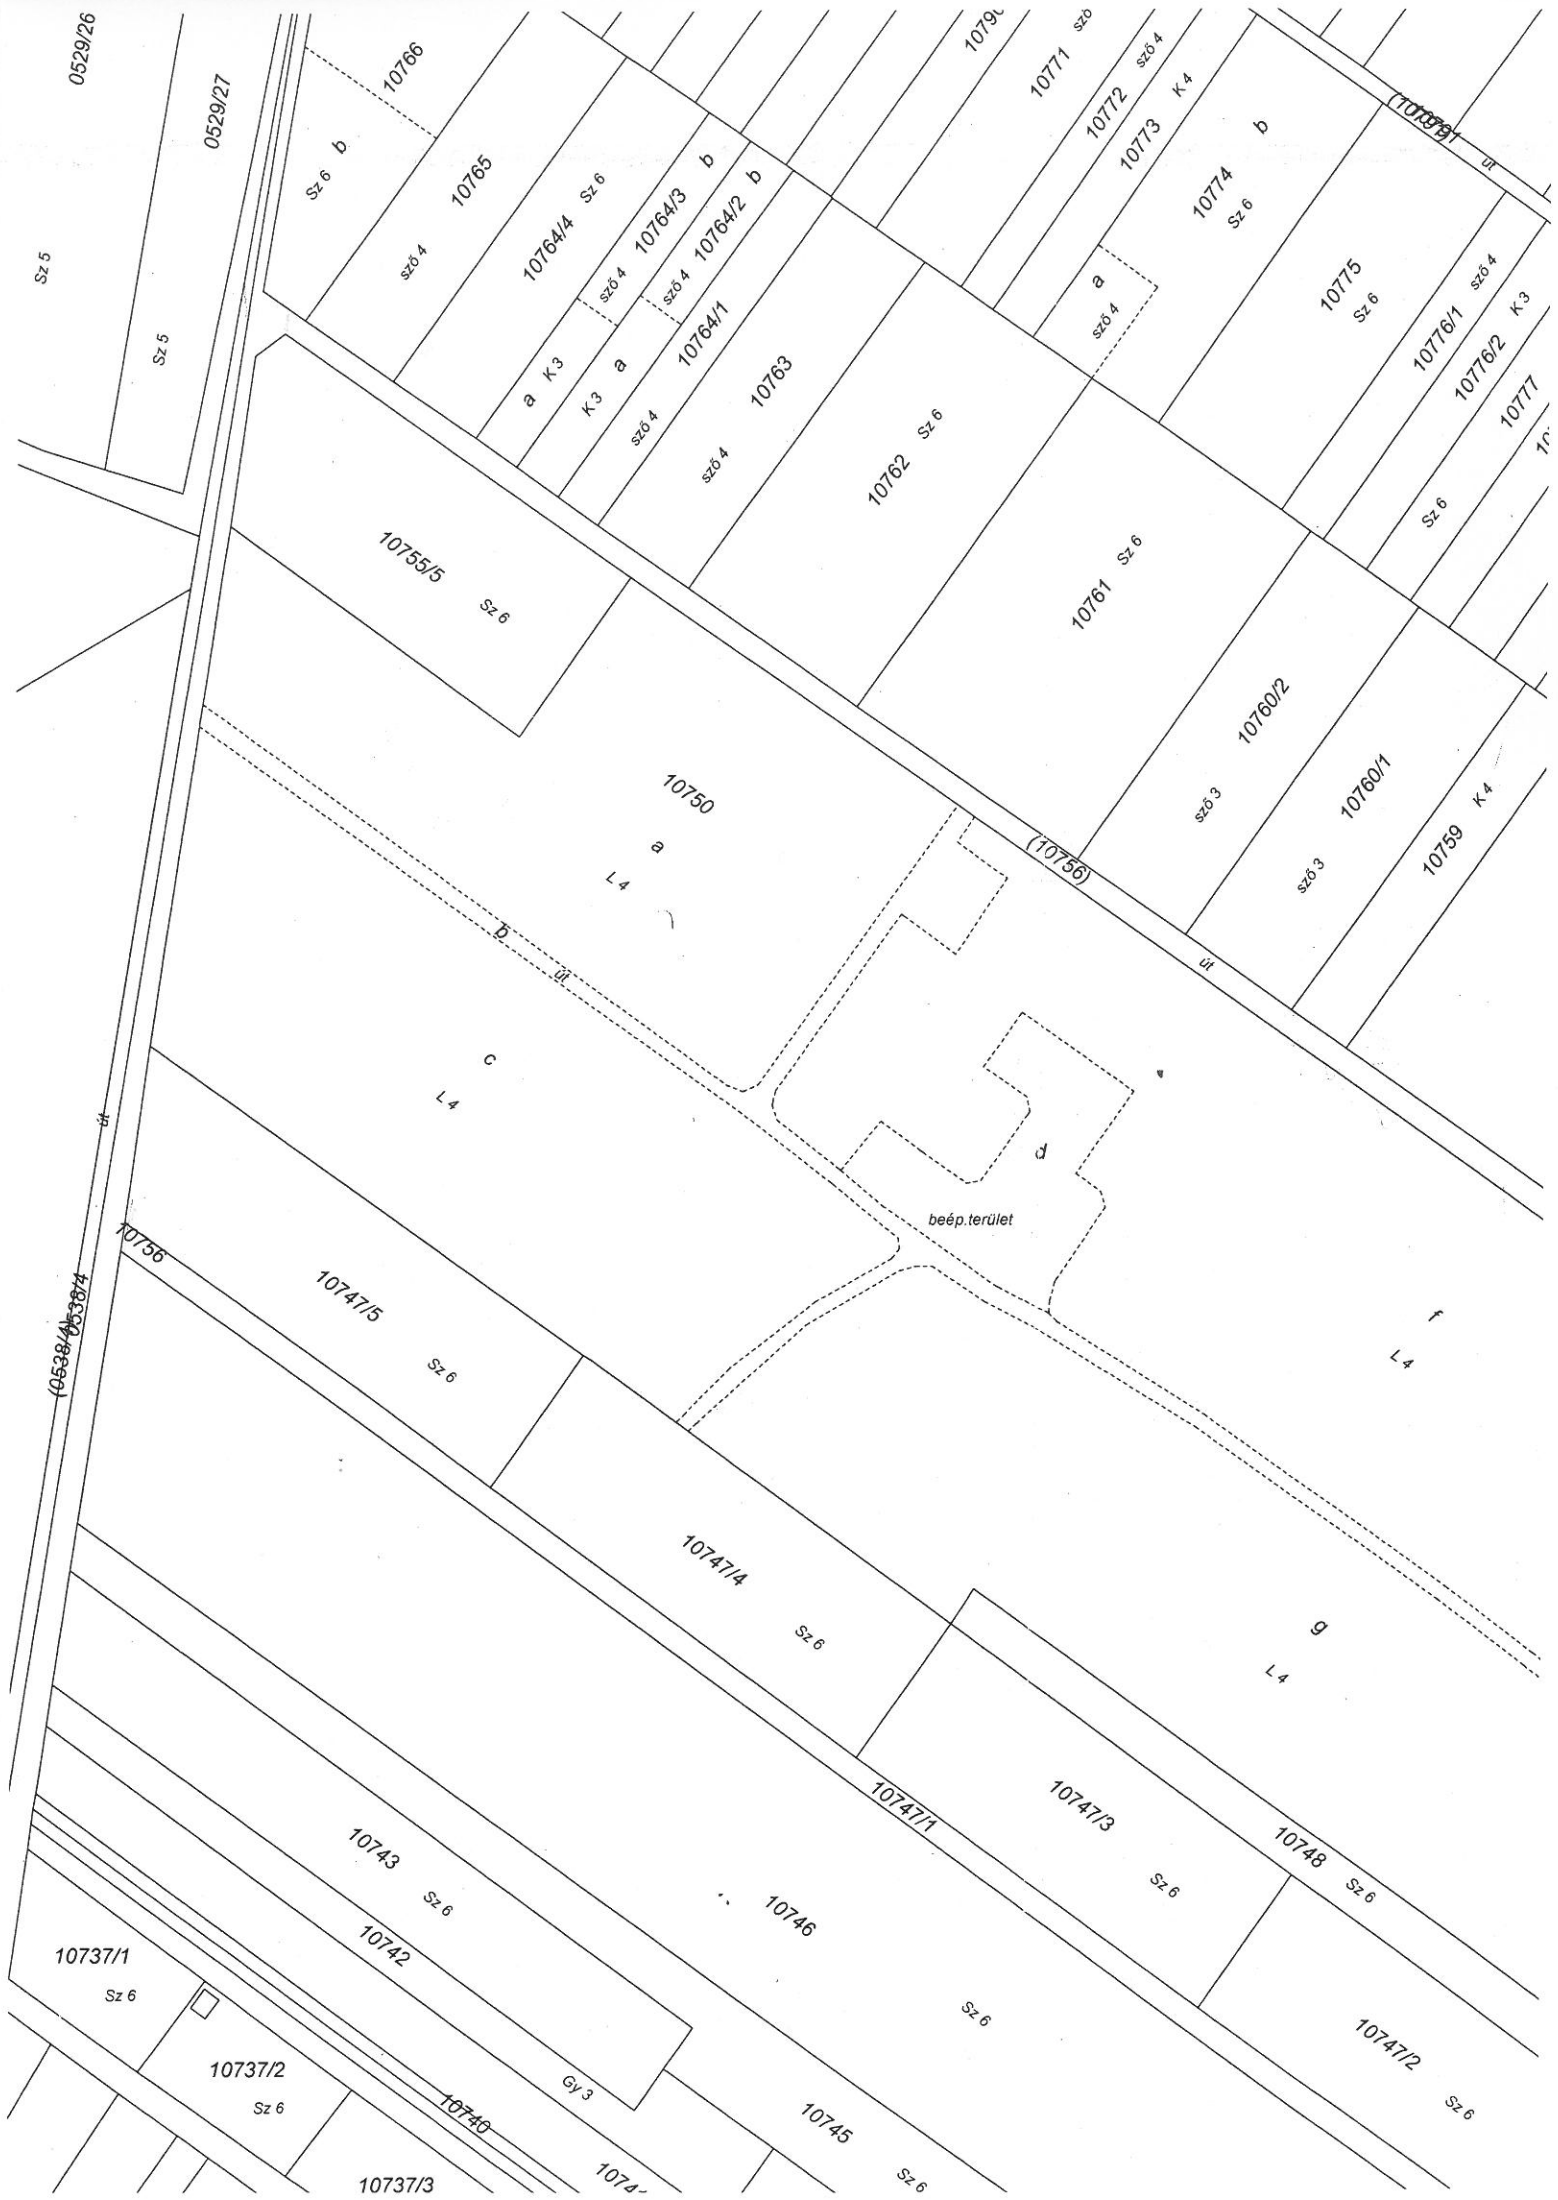 0529/26
0529/27
Sz 5
Sz 5
10766
b
Sz 6
10765
sző 4
10764/4
Sz 6
10764/3
b
sző 4
a
K 3
10764/2
b
sző 4
a
K 3
10764/1
sző 4
10763
sző 4
10762
Sz 6
10761
Sz 6
10771
10772
sző 4
10773
K 4
10774
b
Sz 6
a
sző 4
10775
Sz 6
út
10776/1
sző 4
10776/2
K 3
10777
Sz 6
10760/2
sző 3
10760/1
sző 3
10759
K 4
10755/5
Sz 6
(10756)
út
10750
a
L 4
b
út
c
L 4
d
beép.terület
f
L 4
g
L 4
út
10756
0538/4
(0538/4)
10747/5
Sz 6
10747/4
Sz 6
10747/1
10747/3
Sz 6
10748
Sz 6
10747/2
Sz 6
10743
Sz 6
10742
Gy 3
10746
Sz 6
10745
Sz 6
10737/1
Sz 6
10737/2
Sz 6
10740
10737/3